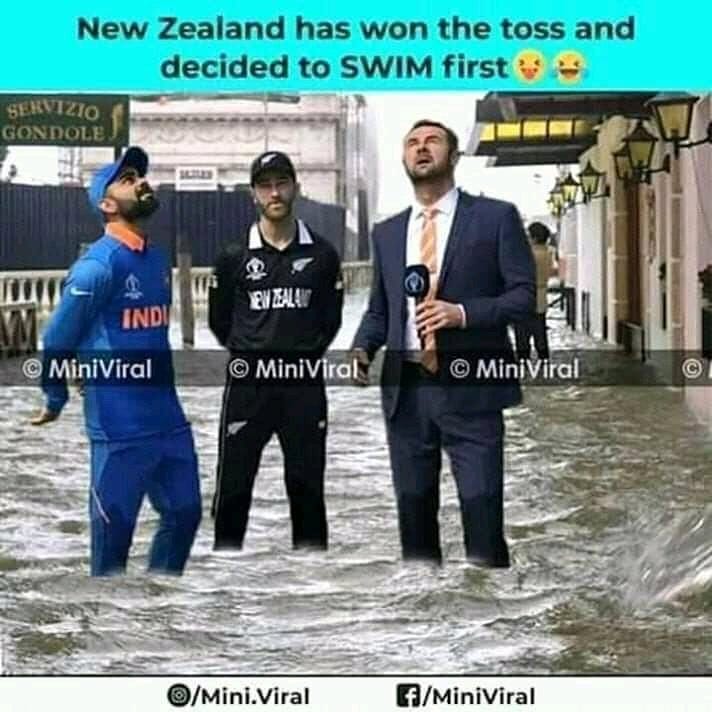 New Zealand has won the toss and
decided to SWIM first😝😂
SERVIZIO
GONDOLE
INDI
NEW ZEALAN
© MiniViral
© MiniViral
© MiniViral
©
/Mini.Viral
/MiniViral